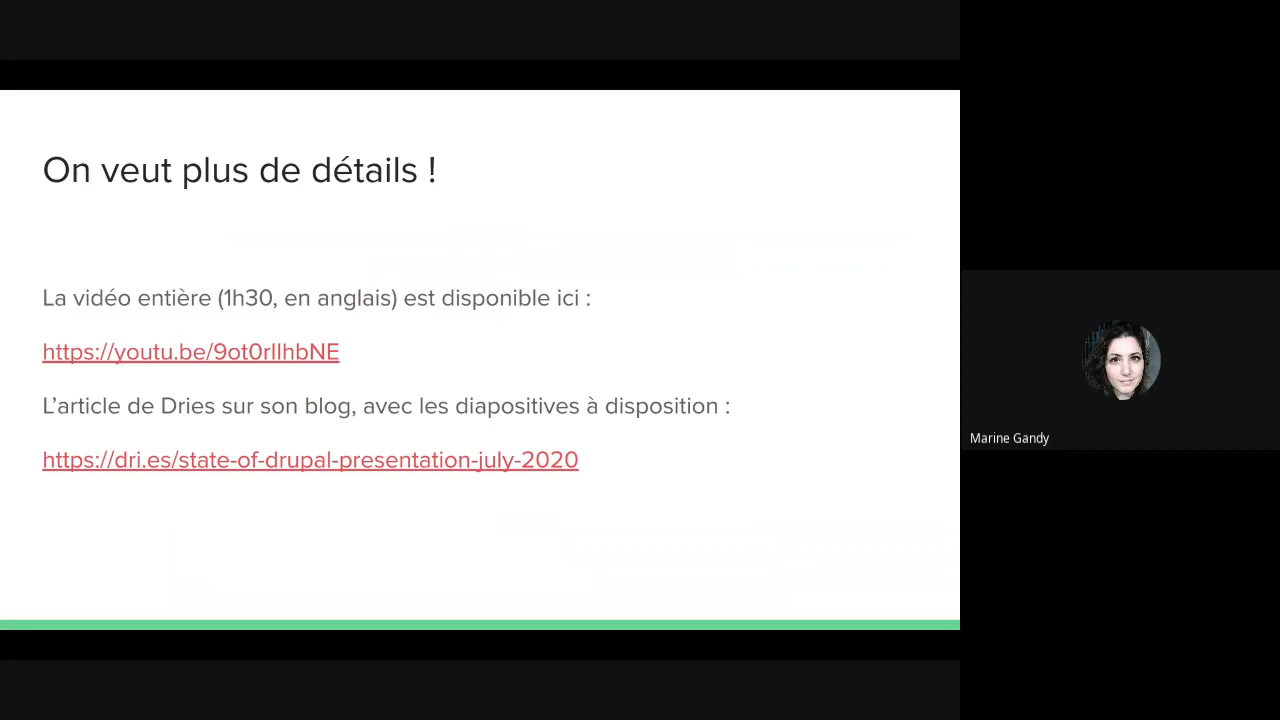 On veut plus de détails !
La vidéo entière (1h30, en anglais) est disponible ici :
https://youtu.be/9ot0rllhbNE
L’article de Dries sur son blog, avec les diapositives à disposition :
https://dri.es/state-of-drupal-presentation-july-2020
Marine Gandy